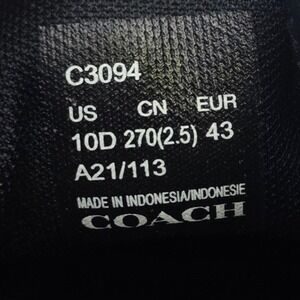 C3094
US CN EUR
10D 270(2.5) 43
A21/113
MADE IN INDONESIA/INDONESIE
COACH